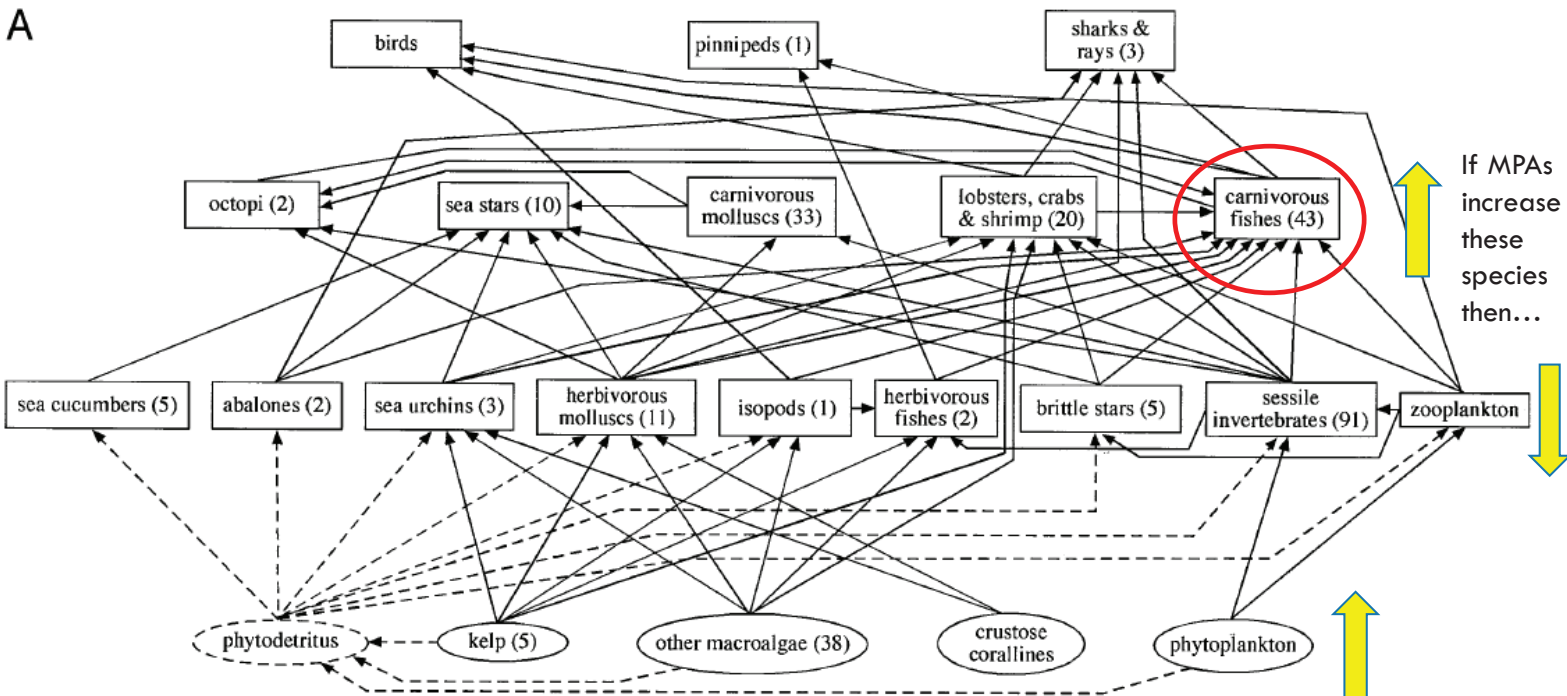 A
birds
pinnipeds (1)
sharks &
rays (3)
octopi (2)
sea stars (10)
carnivorous
molluscs (33)
lobsters, crabs
& shrimp (20)
carnivorous
fishes (43)
If MPAs
increase
these
species
then…
sea cucumbers (5)
abalones (2)
sea urchins (3)
herbivorous
molluscs (11)
isopods (1)
herbivorous
fishes (2)
brittle stars (5)
sessile
invertebrates (91)
zooplankton
phytodetritus
kelp (5)
other macroalgae (38)
crustose
corallines
phytoplankton